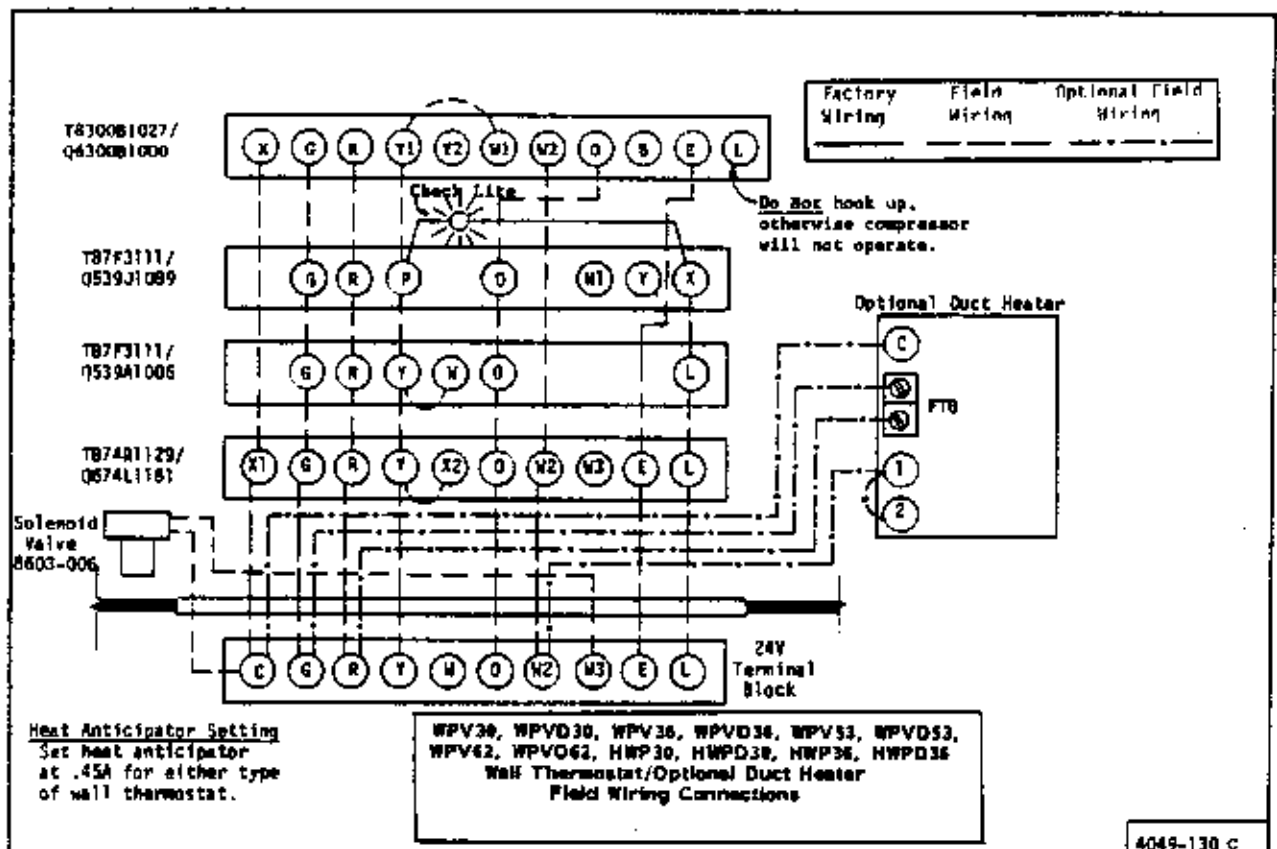 Factory Field Optional Field
Wiring Wiring Wiring
T8300B1027/
Q6300B1000
X G R Y1 Y2 W1 W2 O B E L
Check Lite
Do Not hook up,
otherwise compressor
will not operate.
T87F3111/
Q539J1089
G R P O W1 Y X
Optional Duct Heater
C
FTB
1
2
T87F3111/
Q539A1006
G R Y W O L
T874A1129/
Q674L1181
X1 G R Y X2 O W2 W3 E L
Solenoid
Valve
8603-006
C G R Y W O W2 W3 E L
24V
Terminal
Block
Heat Anticipator Setting
Set heat anticipator
at .45A for either type
of wall thermostat.
WPV30, WPVD30, WPV36, WPVD36, WPV53, WPVD53,
WPV62, WPVD62, HWP30, HWPD30, HWP36, HWPD36
Wall Thermostat/Optional Duct Heater
Field Wiring Connections
4049-130 C